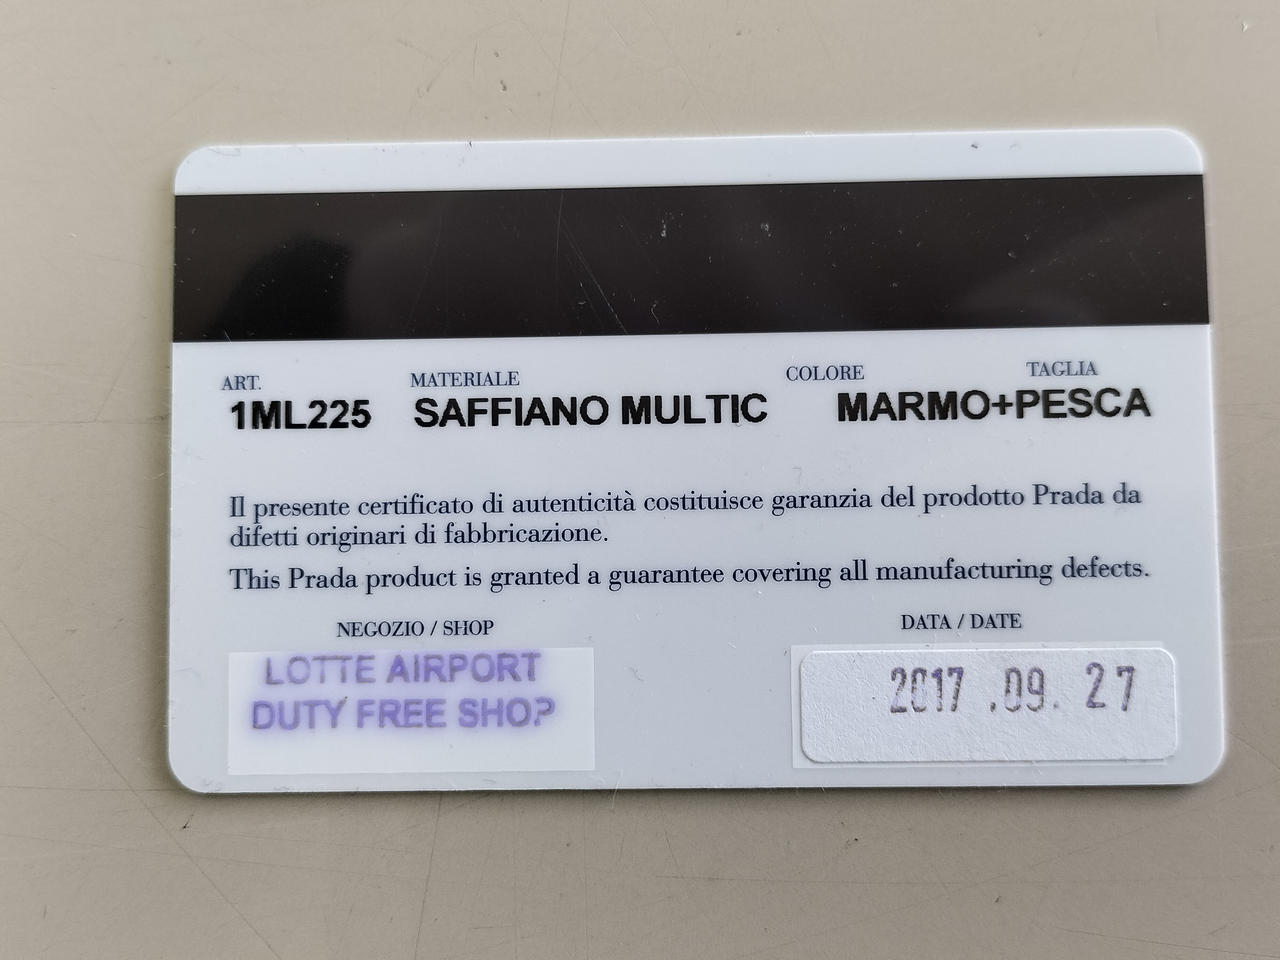 ART. MATERIALE COLORE TAGLIA
1ML225 SAFFIANO MULTIC MARMO+PESCA
Il presente certificato di autenticità costituisce garanzia del prodotto Prada da
difetti originari di fabbricazione.
This Prada product is granted a guarantee covering all manufacturing defects.
NEGOZIO / SHOP DATA / DATE
LOTTE AIRPORT
DUTY FREE SHOP
2017 .09. 27